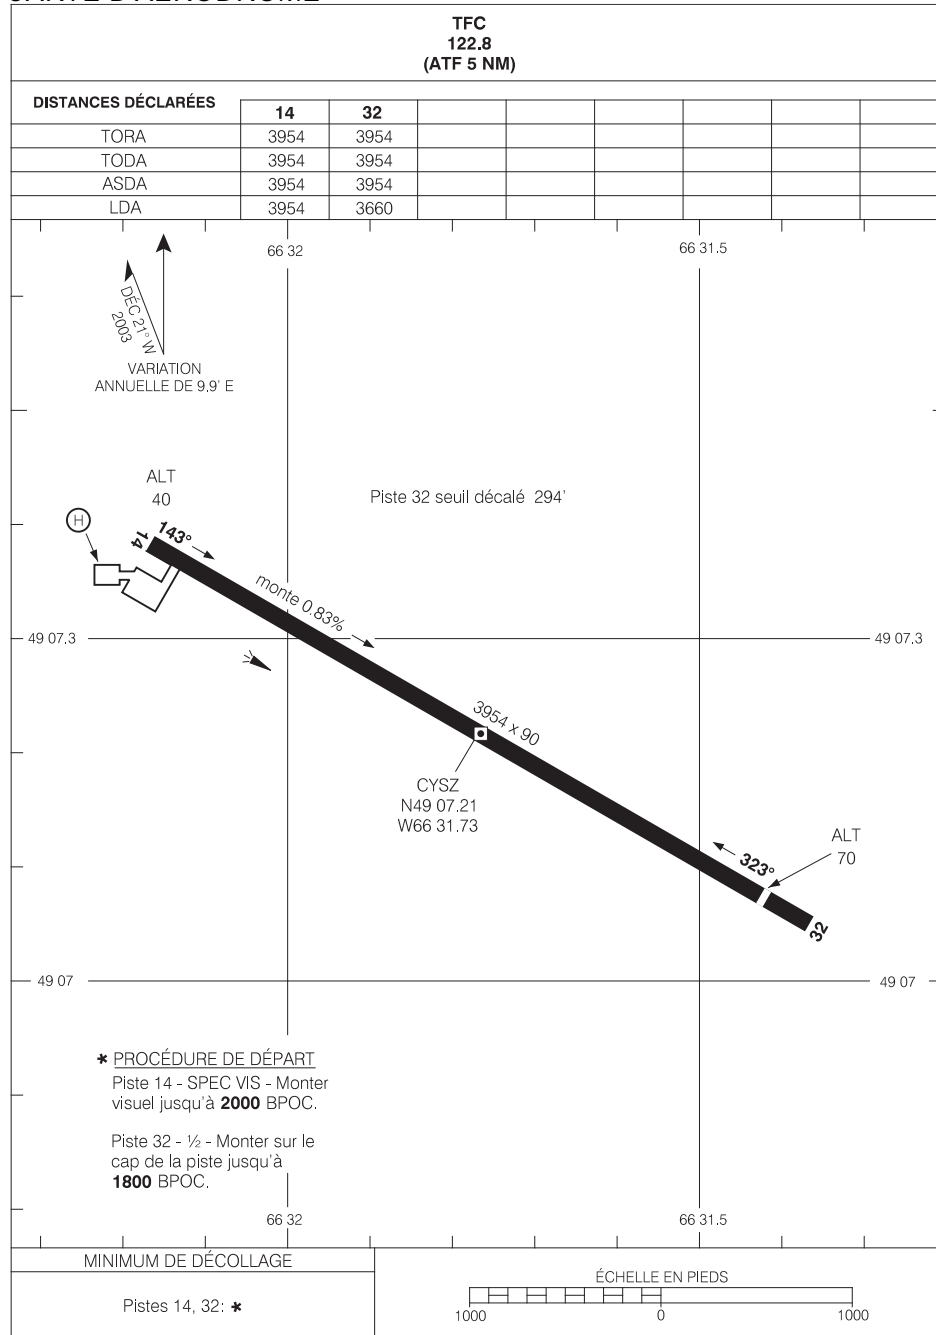 TFC
122.8
(ATF 5 NM)
DISTANCES DÉCLARÉES 14 32
TORA 3954 3954
TODA 3954 3954
ASDA 3954 3954
LDA 3954 3660
66 32 66 31.5
DÉC 21° W
2003
VARIATION
ANNUELLE DE 9.9' E
ALT
40
Piste 32 seuil décalé 294'
H
14
143°
monte 0.83%
49 07.3 49 07.3
3954 x 90
CYSZ
N49 07.21
W66 31.73
ALT
70
323°
32
49 07 49 07
* PROCÉDURE DE DÉPART
Piste 14 - SPEC VIS - Monter
visuel jusqu'à 2000 BPOC.
Piste 32 - ½ - Monter sur le
cap de la piste jusqu'à
1800 BPOC.
66 32 66 31.5
MINIMUM DE DÉCOLLAGE
Pistes 14, 32: *
ÉCHELLE EN PIEDS
1000 0 1000